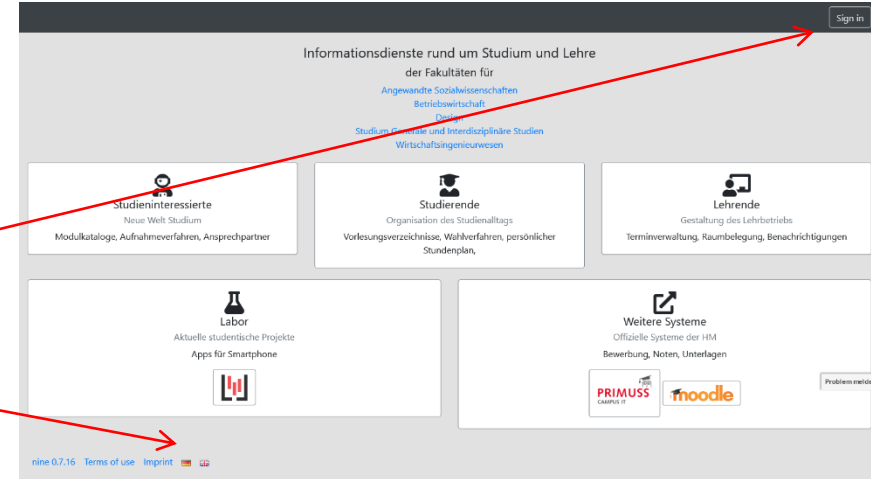 Sign in
Informationsdienste rund um Studium und Lehre
der Fakultäten für
Angewandte Sozialwissenschaften
Betriebswirtschaft
Design
Studium Generale und Interdisziplinäre Studien
Wirtschaftsingenieurwesen
Studieninteressierte
Neue Welt Studium
Modulkataloge, Aufnahmeverfahren, Ansprechpartner
Studierende
Organisation des Studienalltags
Vorlesungsverzeichnisse, Wahlverfahren, persönlicher
Stundenplan,
Lehrende
Gestaltung des Lehrbetriebs
Terminverwaltung, Raumbelegung, Benachrichtigungen
Labor
Aktuelle studentische Projekte
Apps für Smartphone
Weitere Systeme
Offizielle Systeme der HM
Bewerbung, Noten, Unterlagen
PRIMUSS
CAMPUS IT
moodle
Problem melde
nine 0.7.16 Terms of use Imprint